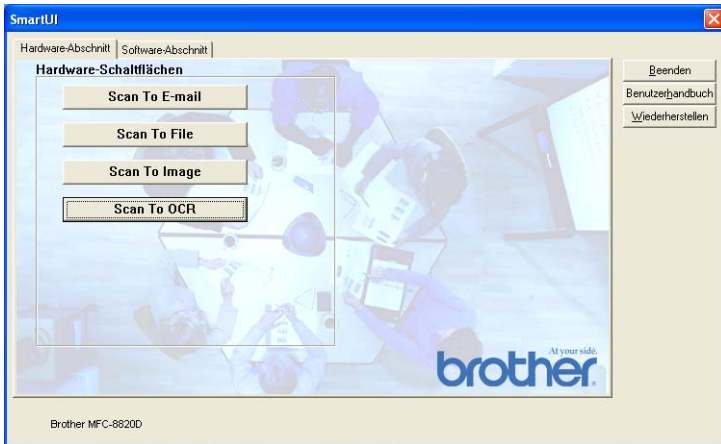 SmartUI
Hardware-Abschnitt
Software-Abschnitt
Hardware-Schaltflächen
Scan To E-mail
Scan To File
Scan To Image
Scan To OCR
Beenden
Benutzerhandbuch
Wiederherstellen
At your side.
brother
Brother MFC-8820D